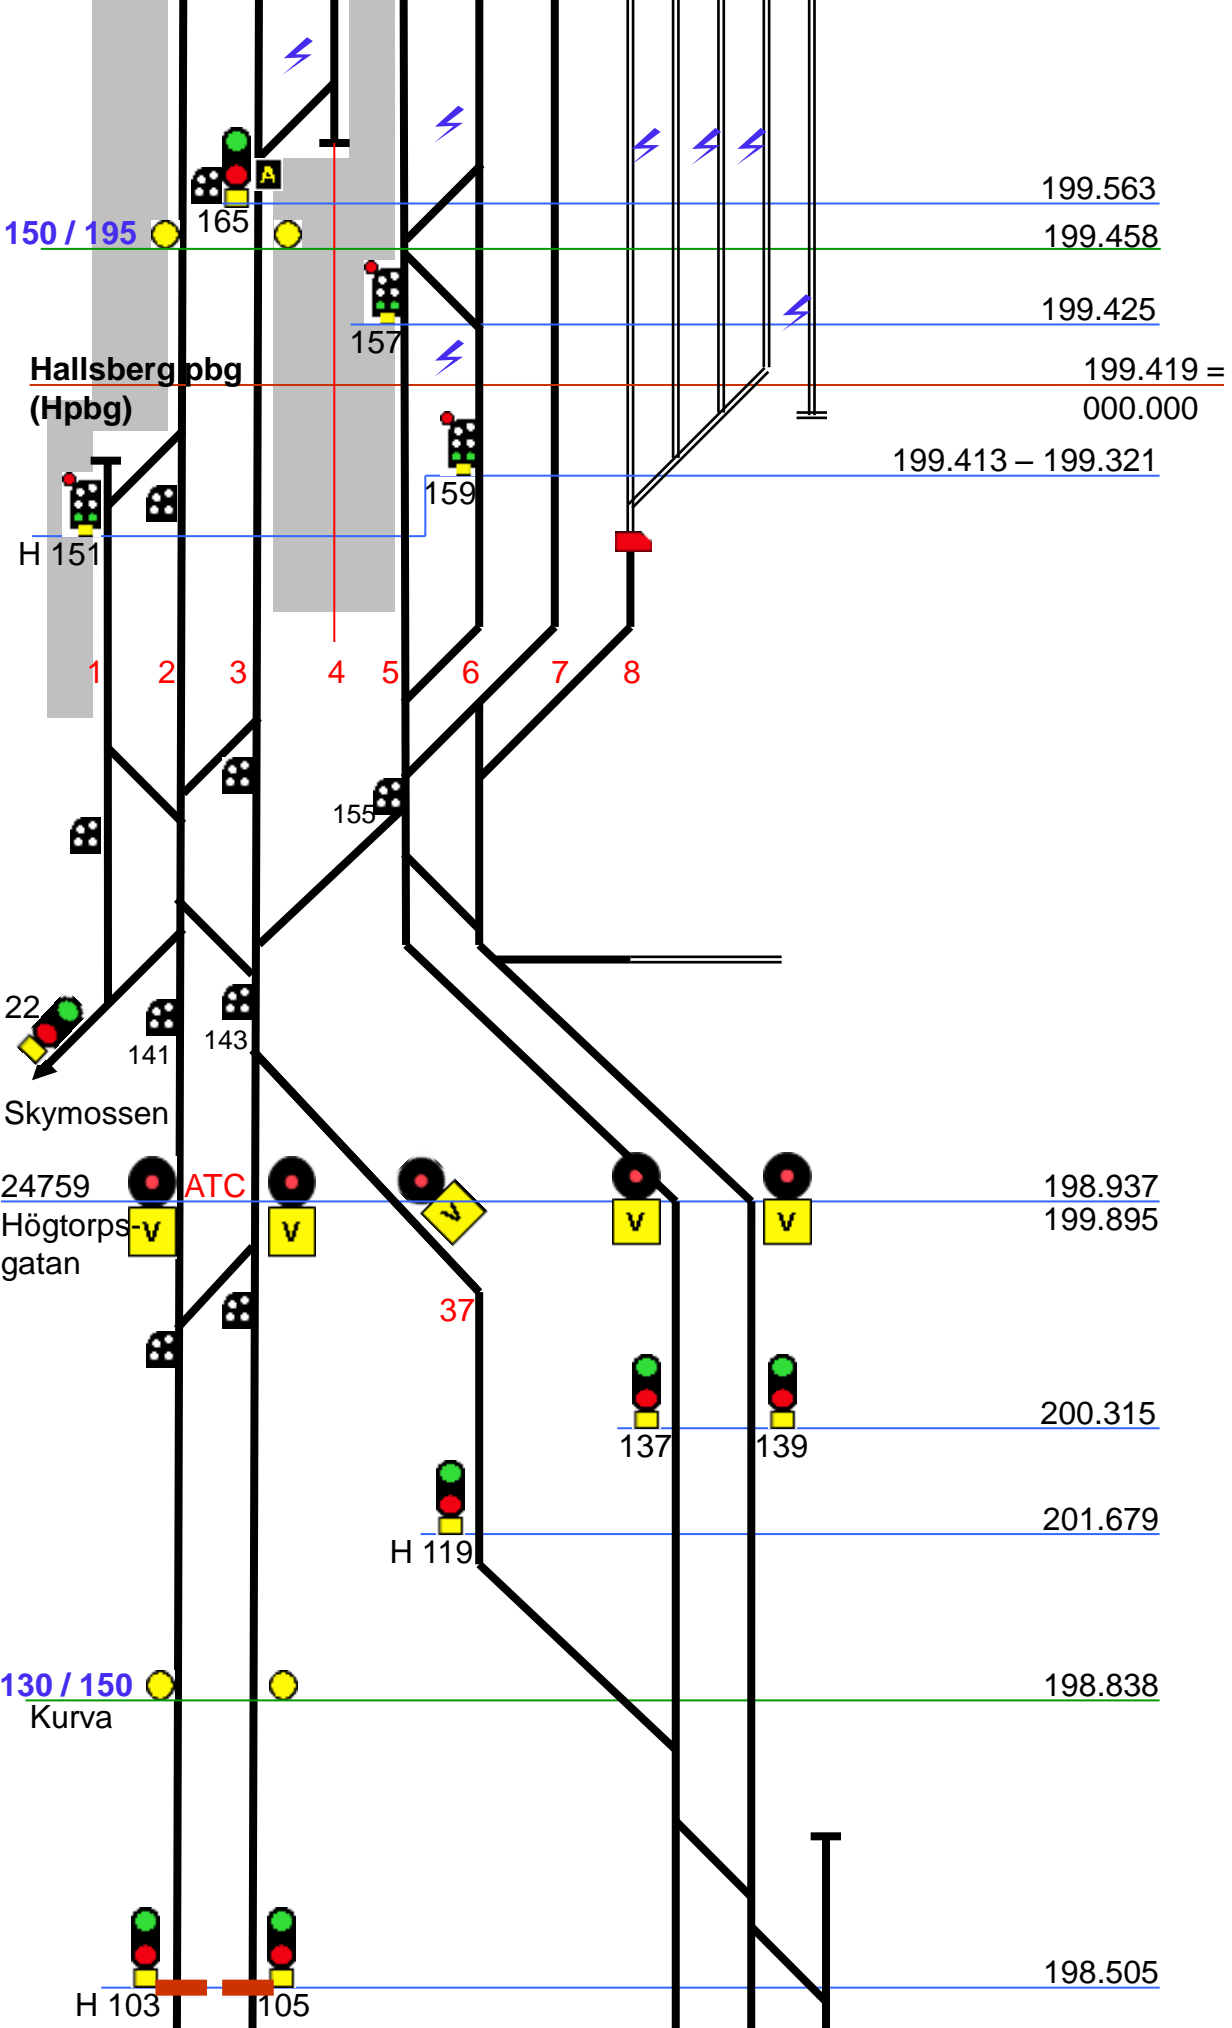 A
199.563
165
150 / 195
199.458
199.425
157
Hallsberg pbg
199.419 =
(Hpbg)
000.000
199.413 – 199.321
159
H 151
1 2 3 4 5 6 7 8
155
22
141
143
Skymossen
24759
ATC
198.937
Högtorps-
199.895
gatan
V V V V V
37
137
139
200.315
H 119
201.679
130 / 150
198.838
Kurva
198.505
H 103
105